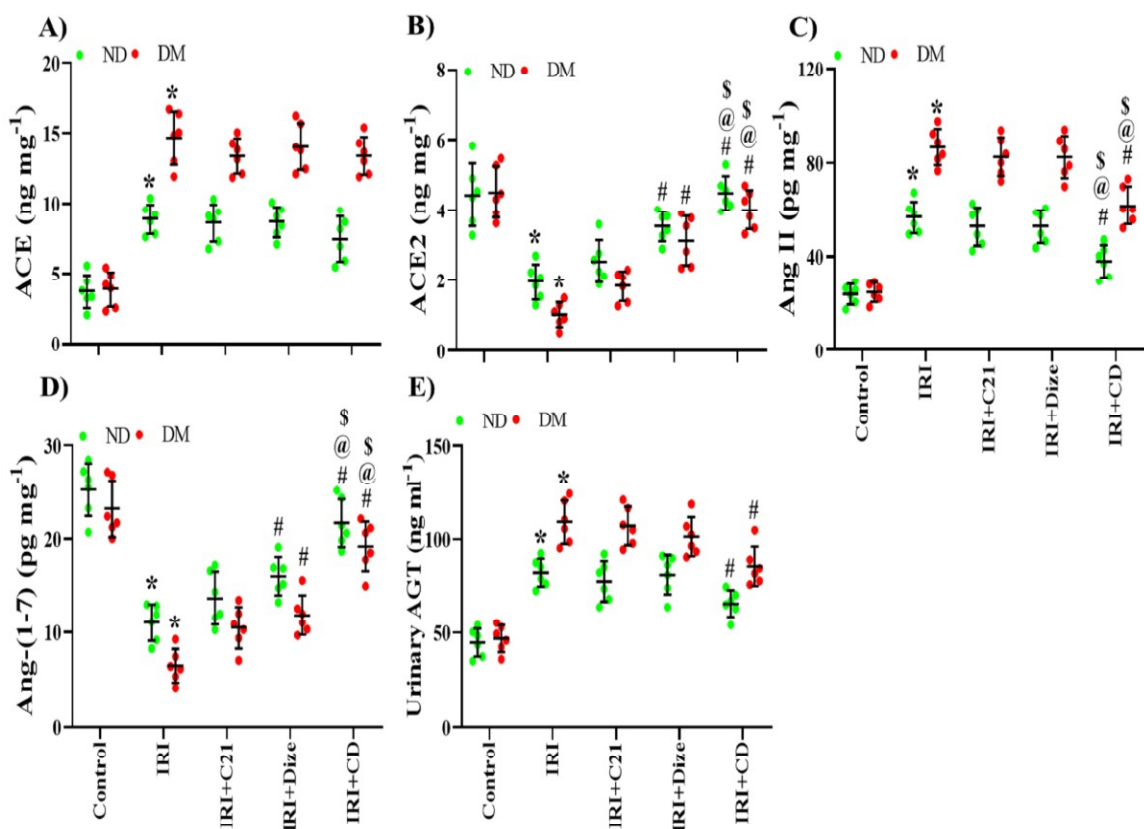 A)
ND DM
ACE (ng mg⁻¹)
20
15
10
5
0
*
*
B)
ND DM
ACE2 (ng mg⁻¹)
8
6
4
2
0
*
*
#
#
$
@
#
$
@
#
C)
ND DM
Ang II (pg mg⁻¹)
120
80
40
0
*
*
$
@
#
$
@
#
Control
IRI
IRI+C21
IRI+Dize
IRI+CD
D)
ND DM
Ang-(1-7) (pg mg⁻¹)
30
20
10
0
*
*
#
#
$
@
#
$
@
#
Control
IRI
IRI+C21
IRI+Dize
IRI+CD
E)
ND DM
Urinary AGT (ng ml⁻¹)
150
100
50
0
*
*
#
#
Control
IRI
IRI+C21
IRI+Dize
IRI+CD